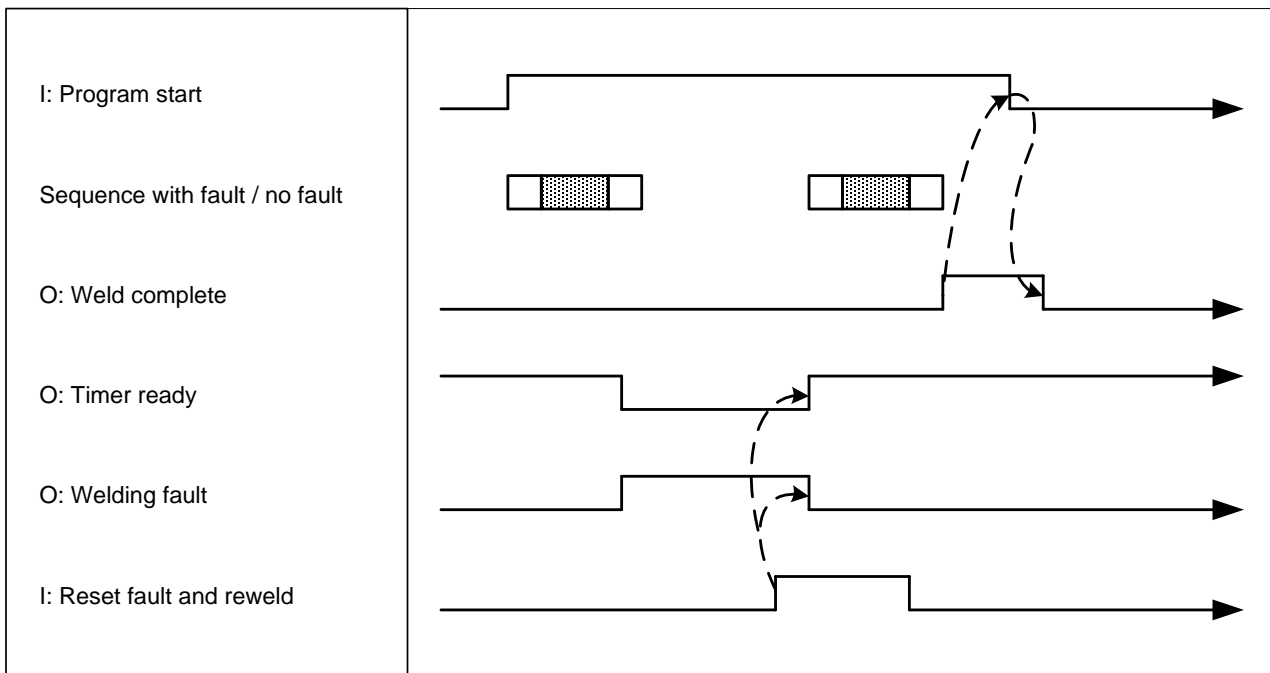 I: Program start
Sequence with fault / no fault
O: Weld complete
O: Timer ready
O: Welding fault
I: Reset fault and reweld